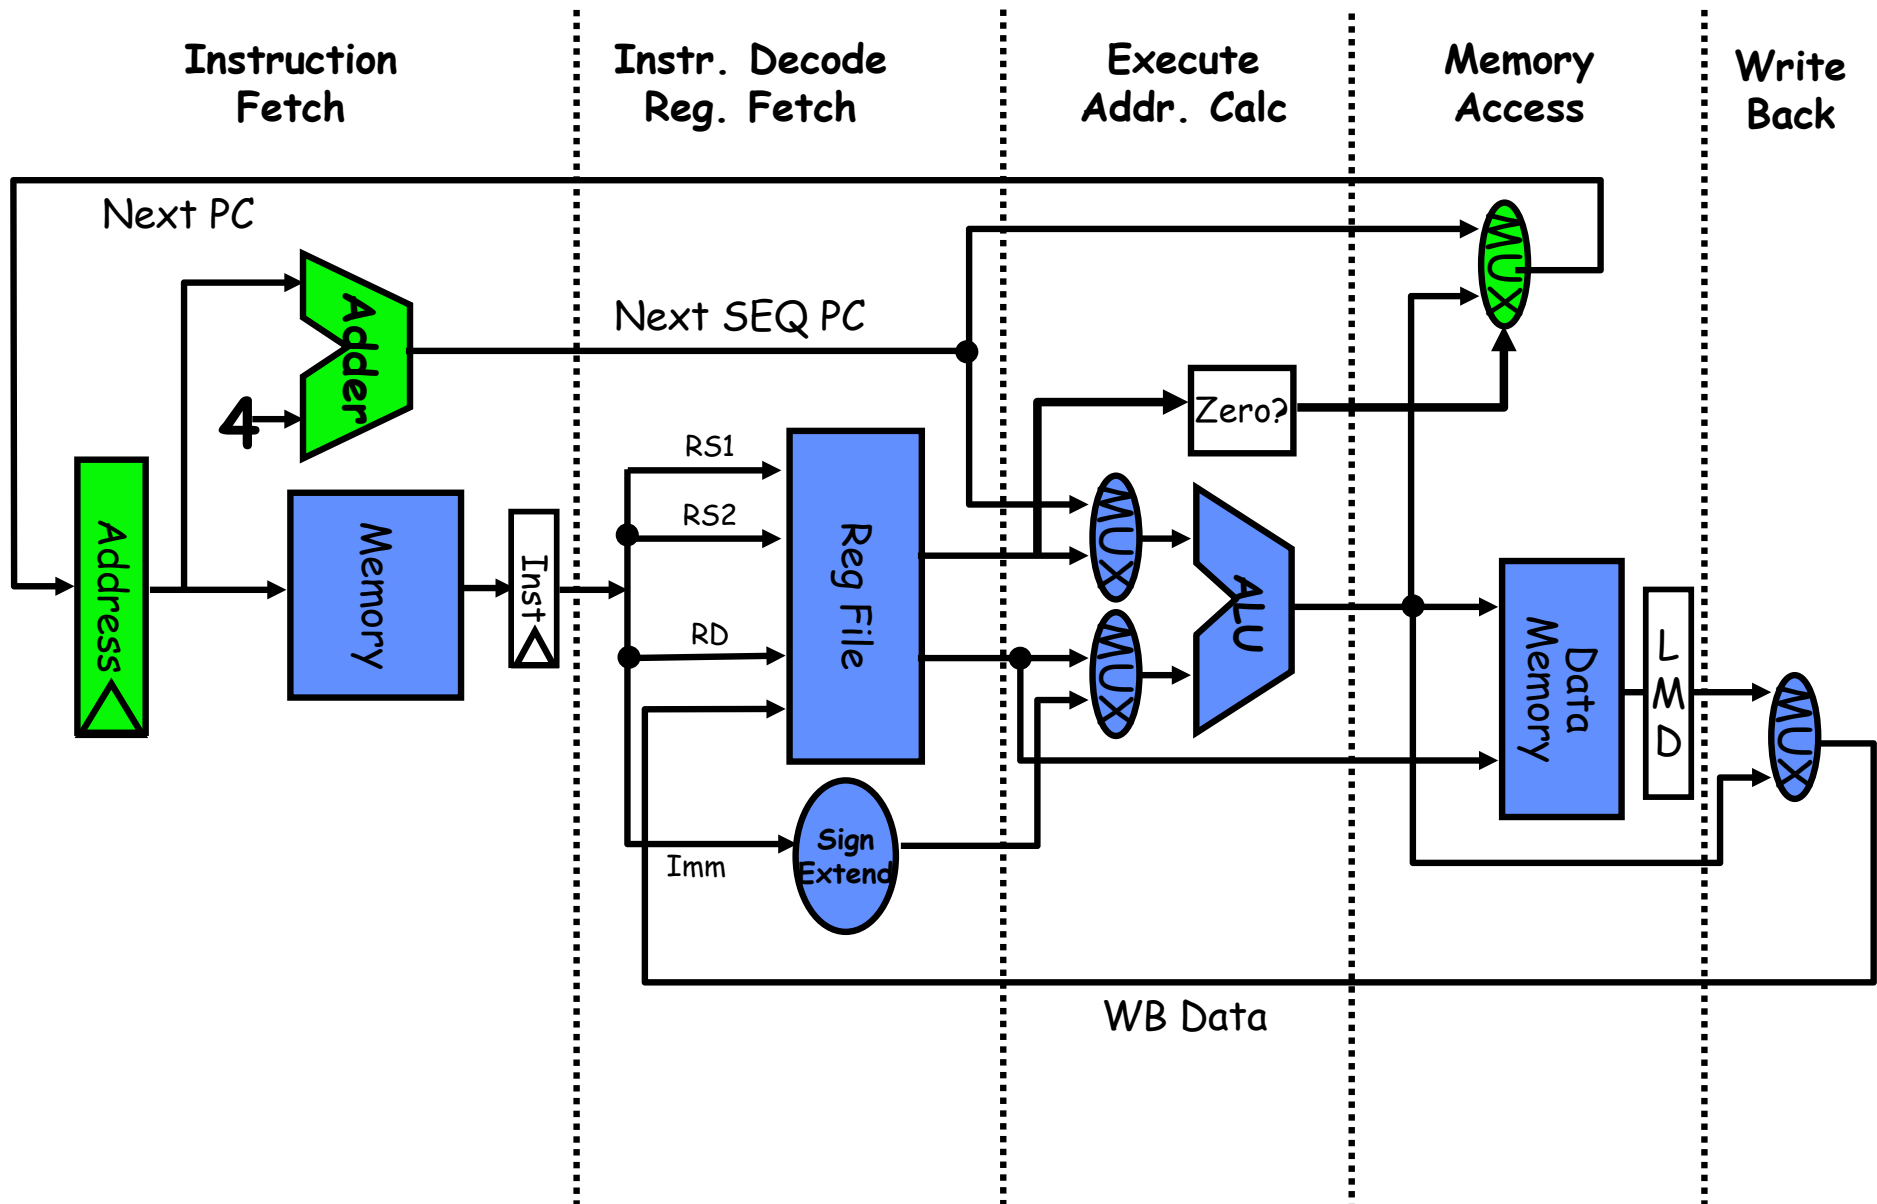 Instruction
Fetch
Instr. Decode
Reg. Fetch
Execute
Addr. Calc
Memory
Access
Write
Back
Next PC
MUX
Adder
Next SEQ PC
4
Zero?
RS1
RS2
RD
Address
Memory
Inst
Reg File
MUX
MUX
ALU
Data
Memory
L
M
D
MUX
Sign
Extend
Imm
WB Data